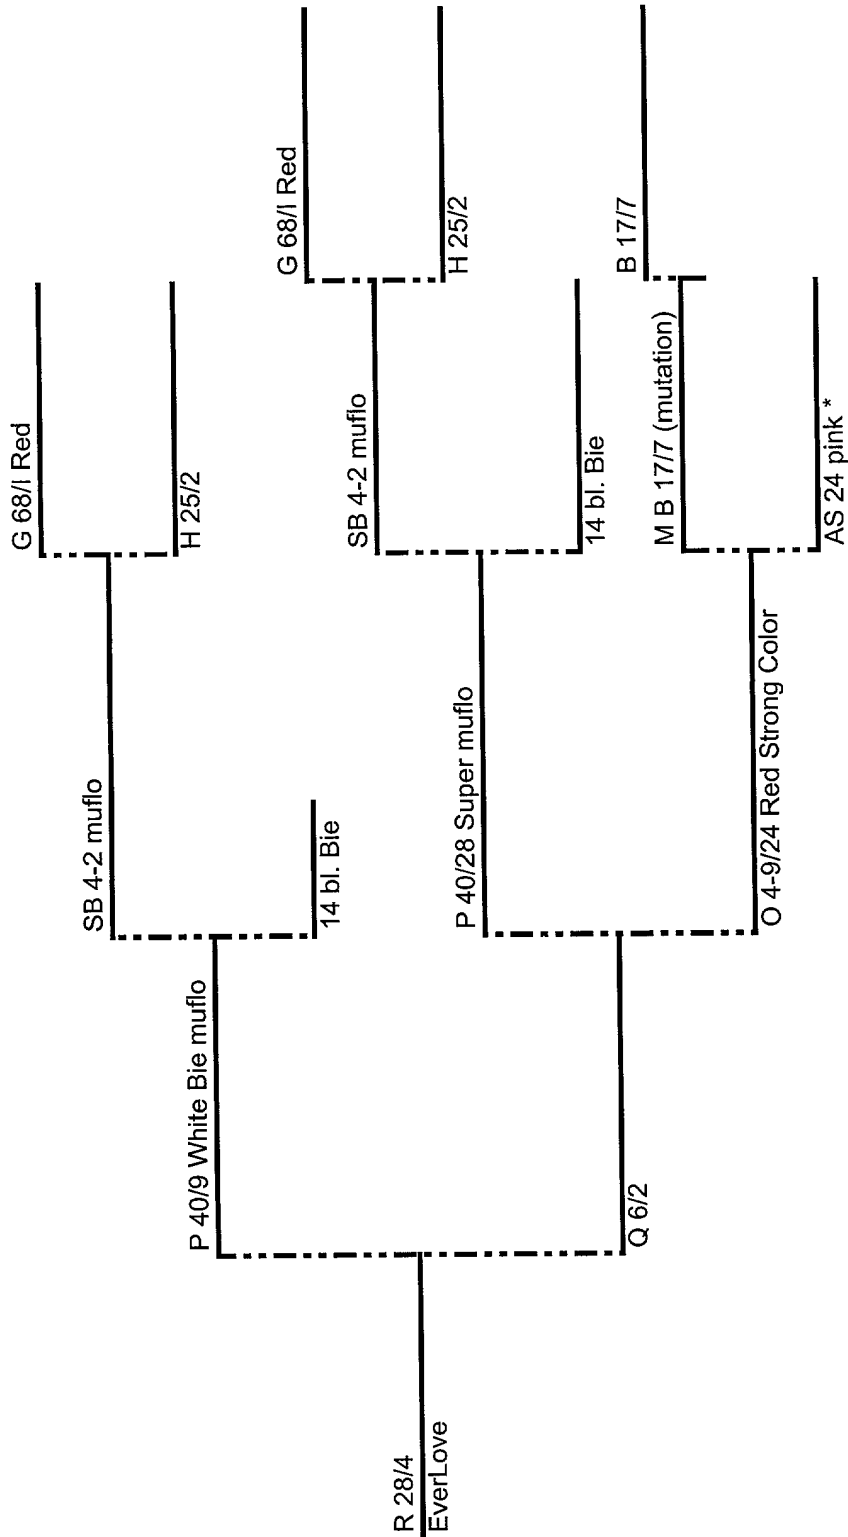 R 28/4
EverLove
P 40/9 White Bie muflo
Q 6/2
SB 4-2 muflo
14 bl. Bie
P 40/28 Super muflo
O 4-9/24 Red Strong Color
G 68/I Red
H 25/2
SB 4-2 muflo
14 bl. Bie
M B 17/7 (mutation)
AS 24 pink *
G 68/I Red
H 25/2
B 17/7